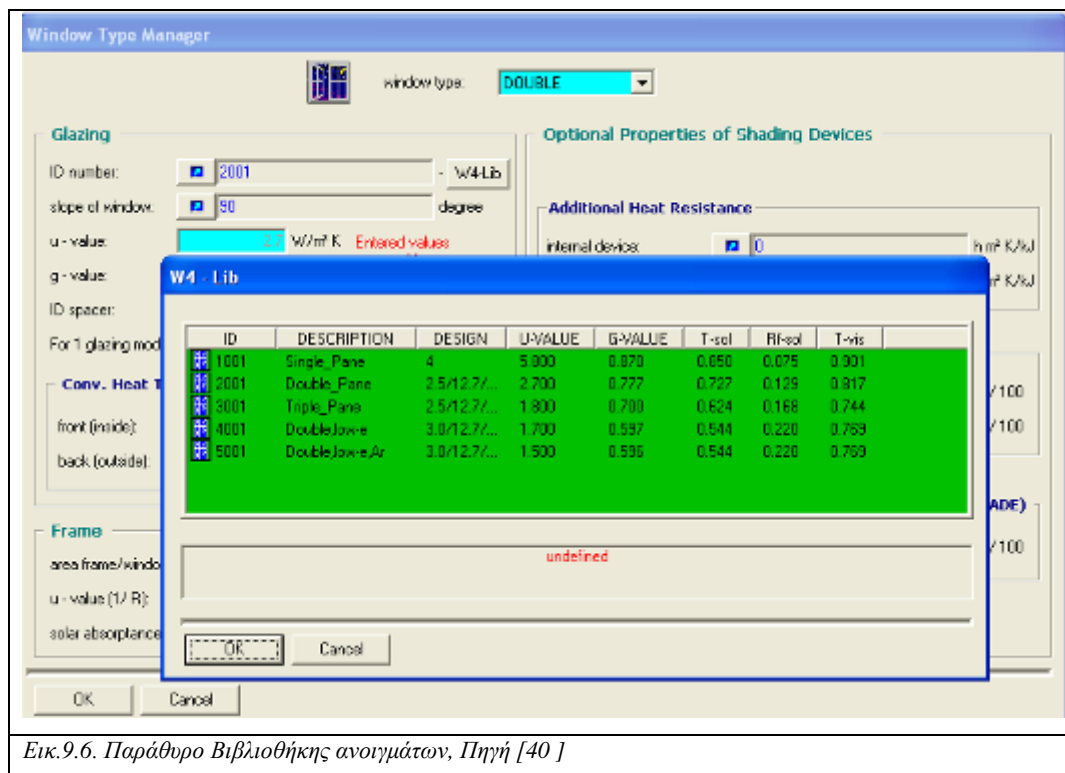 Window Type Manager
window type: DOUBLE
Glazing
ID number: 2001 - W4-Lib
slope of window: 90 degree
u - value: 2.7 W/m² K Entered values
g - value:
ID spacer:
For 1 glazing mod
Conv. Heat T
front (inside):
back (outside):
Frame
area frame/windo
u - value (1/ R):
solar absorptance
OK Cancel
Optional Properties of Shading Devices
Additional Heat Resistance
internal device: 0 h m² K/kJ
m² K/kJ
/ 100
/ 100
ADE)
/ 100
W4 - Lib
ID DESCRIPTION DESIGN U-VALUE G-VALUE T-sol Rf-sol T-vis
1001 Single_Pane 4 5.800 0.870 0.850 0.075 0.901
2001 Double_Pane 2.5/12.7/... 2.700 0.777 0.727 0.129 0.817
3001 Triple_Pane 2.5/12.7/... 1.800 0.700 0.624 0.168 0.744
4001 Double,low-e 3.0/12.7/... 1.700 0.597 0.544 0.220 0.769
5001 Double,low-e,Ar 3.0/12.7/... 1.500 0.596 0.544 0.220 0.769
undefined
OK Cancel
Εικ.9.6. Παράθυρο Βιβλιοθήκης ανοιγμάτων, Πηγή [40 ]